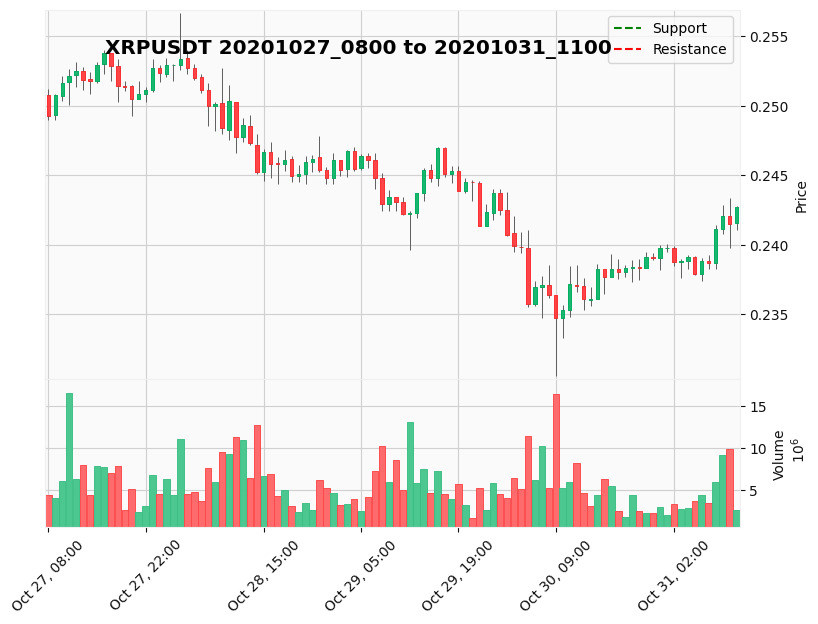 XRPUSDT 20201027_0800 to 20201031_1100
Support
Resistance
0.255
0.250
0.245
0.240
0.235
Price
15
10
5
Volume
10^6
Oct 27, 08:00
Oct 27, 22:00
Oct 28, 15:00
Oct 29, 05:00
Oct 29, 19:00
Oct 30, 09:00
Oct 31, 02:00